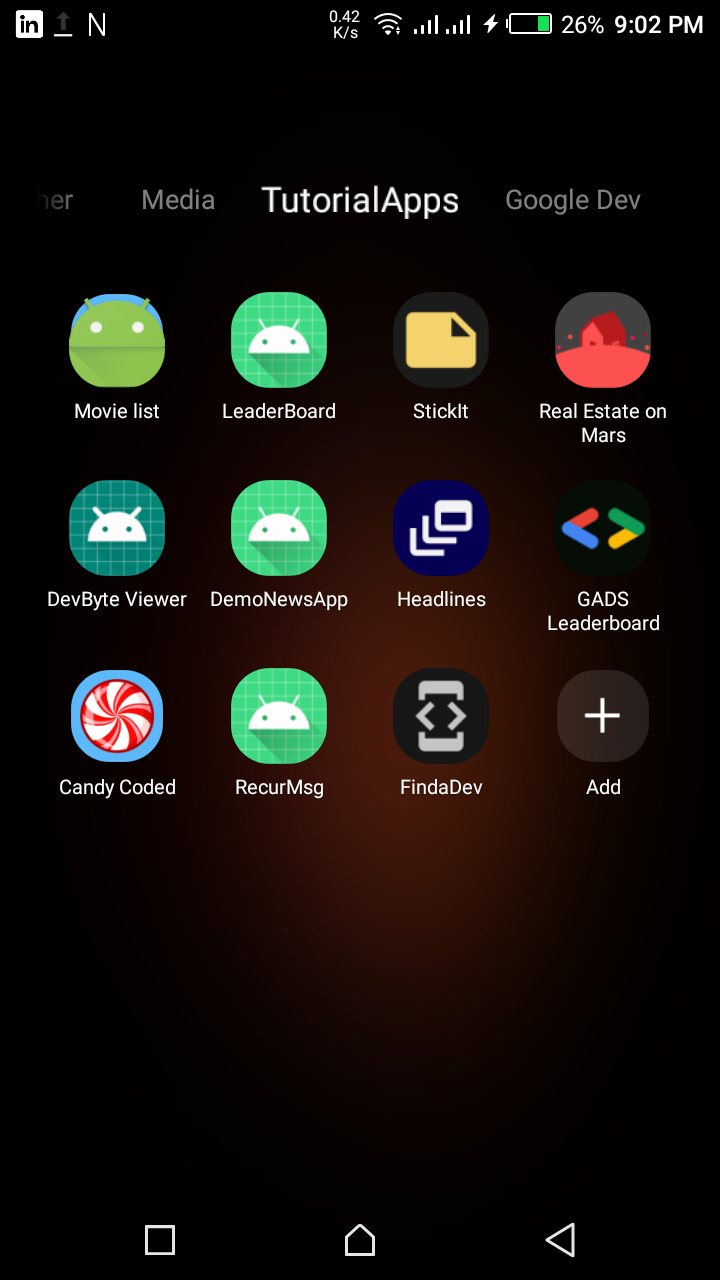 in N 0.42 K/s 26% 9:02 PM
her Media TutorialApps Google Dev
Movie list LeaderBoard StickIt Real Estate on Mars
DevByte Viewer DemoNewsApp Headlines GADS Leaderboard
Candy Coded RecurMsg FindaDev Add